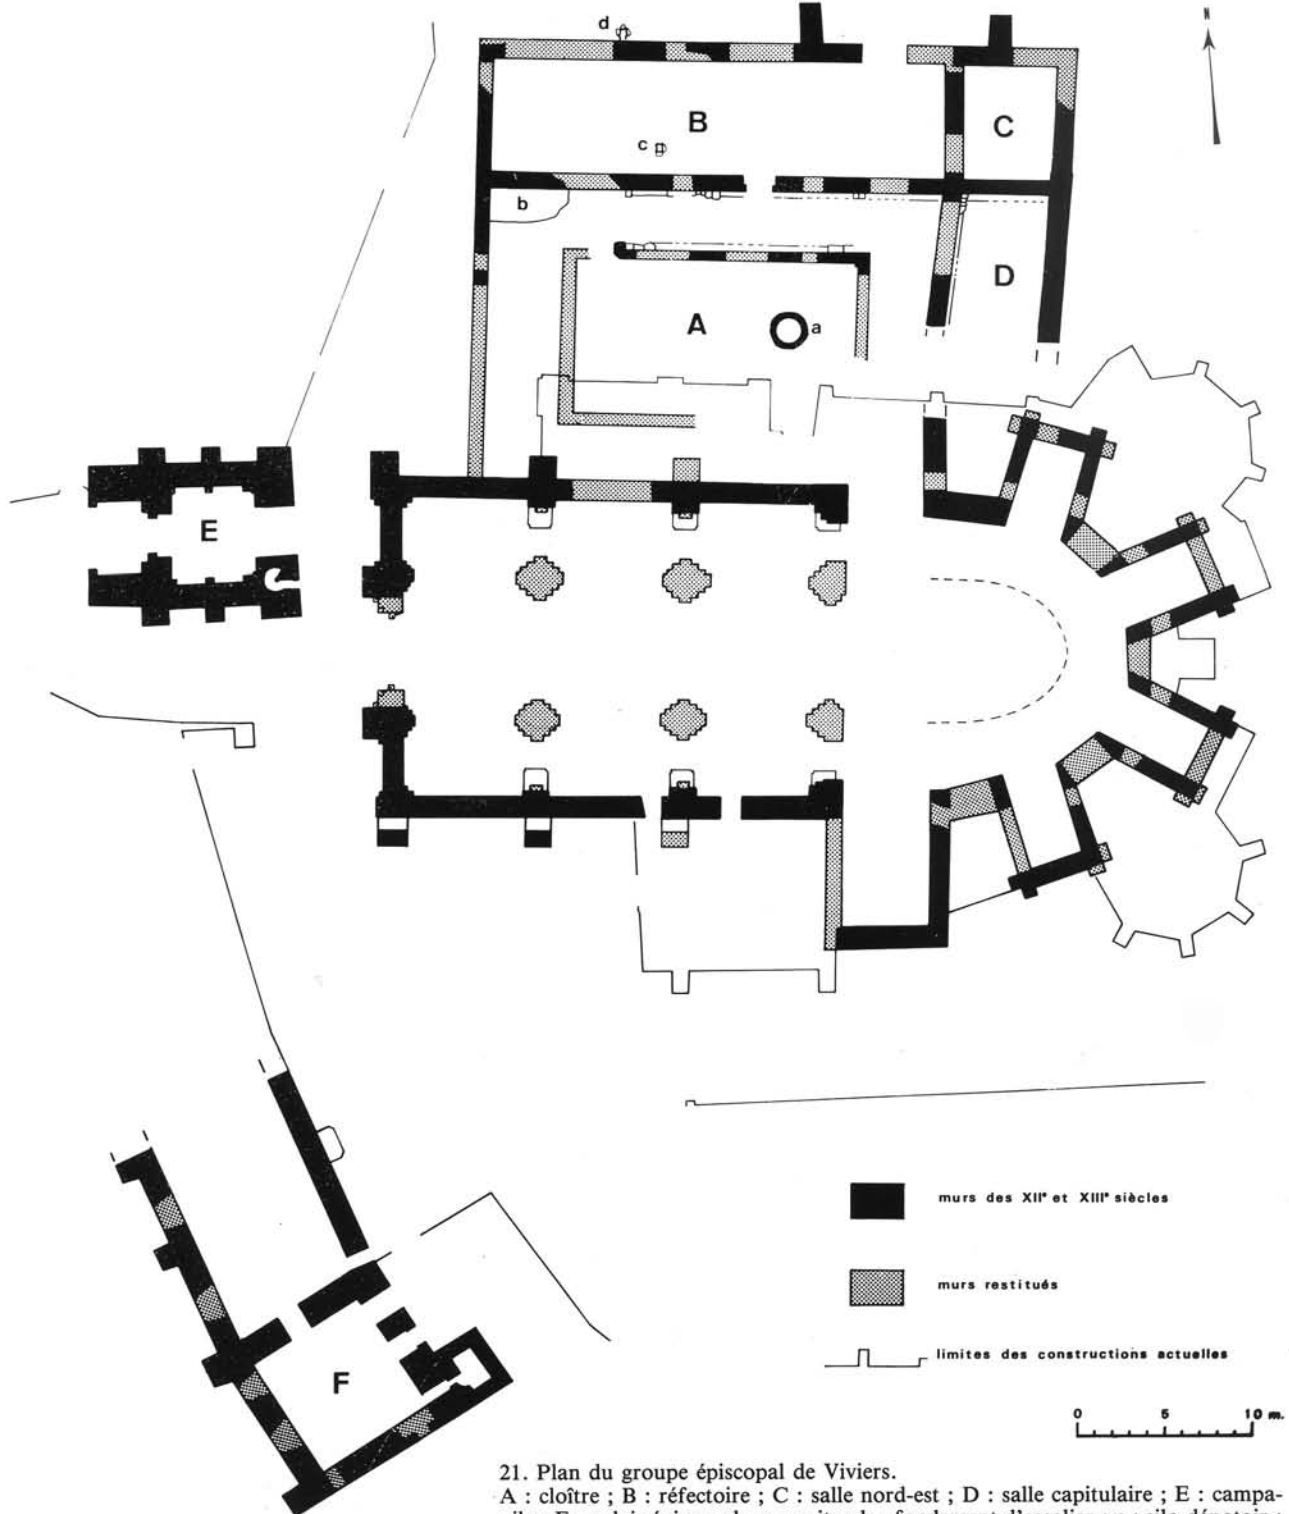 N
d
B
C
c
b
D
A
a
E
murs des XIIe et XIIIe siècles
murs restitués
F
limites des constructions actuelles
0 5 10 m.
21. Plan du groupe épiscopal de Viviers.
A : cloître ; B : réfectoire ; C : salle nord-est ; D : salle capitulaire ; E : campa-